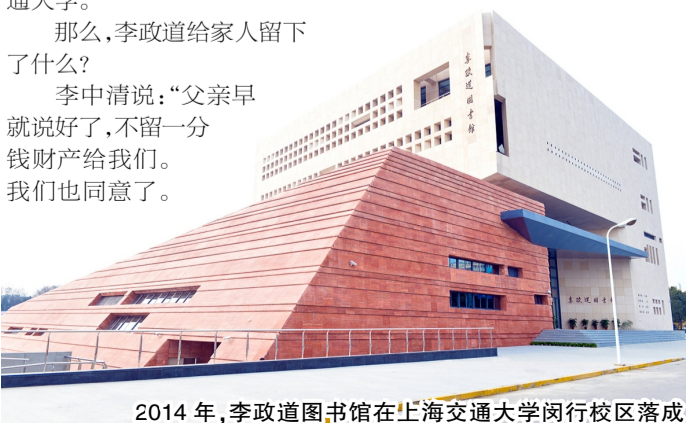 通大学。
那么,李政道给家人留下
了什么?
李中清说:“父亲早
就说好了,不留一分
钱财产给我们。
我们也同意了。
李政道图书馆
李政道图书馆
2014 年,李政道图书馆在上海交通大学闵行校区落成